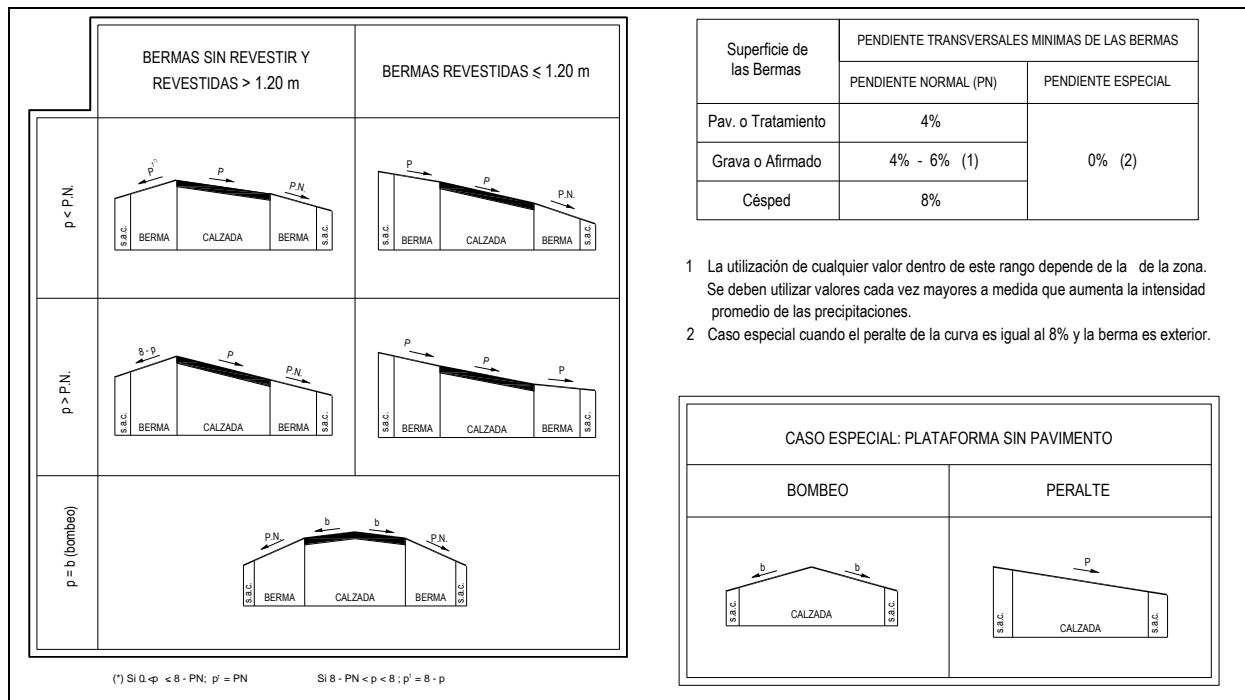 BERMAS SIN REVESTIR Y
REVESTIDAS > 1.20 m
BERMAS REVESTIDAS ⩽ 1.20 m
p < P.N.
P(*)
P
P.N.
s.a.c.
BERMA
CALZADA
BERMA
s.a.c.
P
P
P.N.
s.a.c.
BERMA
CALZADA
BERMA
s.a.c.
p > P.N.
8 - p
P
P.N.
s.a.c.
BERMA
CALZADA
BERMA
s.a.c.
P
P
P
s.a.c.
BERMA
CALZADA
BERMA
s.a.c.
p = b (bombeo)
P.N.
b
b
P.N.
s.a.c.
BERMA
CALZADA
BERMA
s.a.c.
(*) Si 0 < p ≤ 8 - PN; p' = PN
Si 8 - PN < p < 8 ; p' = 8 - p
Superficie de
las Bermas
PENDIENTE TRANSVERSALES MINIMAS DE LAS BERMAS
PENDIENTE NORMAL (PN)
PENDIENTE ESPECIAL
Pav. o Tratamiento
4%
Grava o Afirmado
4% - 6% (1)
0% (2)
Césped
8%
1 La utilización de cualquier valor dentro de este rango depende de la de la zona.
Se deben utilizar valores cada vez mayores a medida que aumenta la intensidad
promedio de las precipitaciones.
2 Caso especial cuando el peralte de la curva es igual al 8% y la berma es exterior.
CASO ESPECIAL: PLATAFORMA SIN PAVIMENTO
BOMBEO
PERALTE
b
b
s.a.c.
CALZADA
s.a.c.
P
s.a.c.
CALZADA
s.a.c.